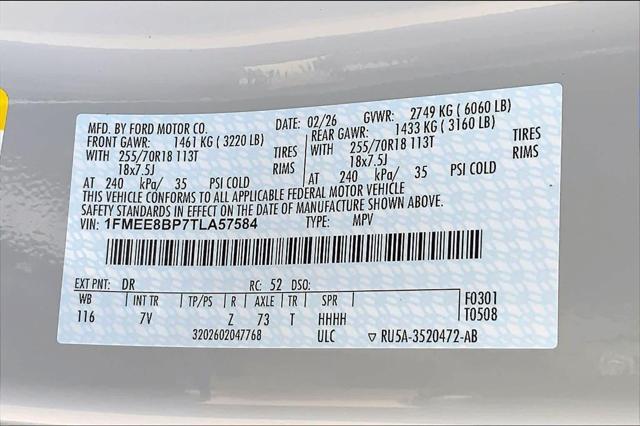 MFD. BY FORD MOTOR CO. DATE: 02/26 GVWR: 2749 KG ( 6060 LB)
FRONT GAWR: 1461 KG ( 3220 LB) REAR GAWR: 1433 KG ( 3160 LB)
WITH 255/70R18 113T TIRES WITH 255/70R18 113T TIRES
18x7.5J RIMS 18x7.5J RIMS
AT 240 kPa/ 35 PSI COLD AT 240 kPa/ 35 PSI COLD
THIS VEHICLE CONFORMS TO ALL APPLICABLE FEDERAL MOTOR VEHICLE
SAFETY STANDARDS IN EFFECT ON THE DATE OF MANUFACTURE SHOWN ABOVE.
VIN: 1FMEE8BP7TLA57584 TYPE: MPV
EXT PNT: DR RC: 52 DSO:
WB INT TR TP/PS R AXLE TR SPR F0301
116 7V Z 73 T HHHH T0508
3202602047768 ULC RU5A-3520472-AB